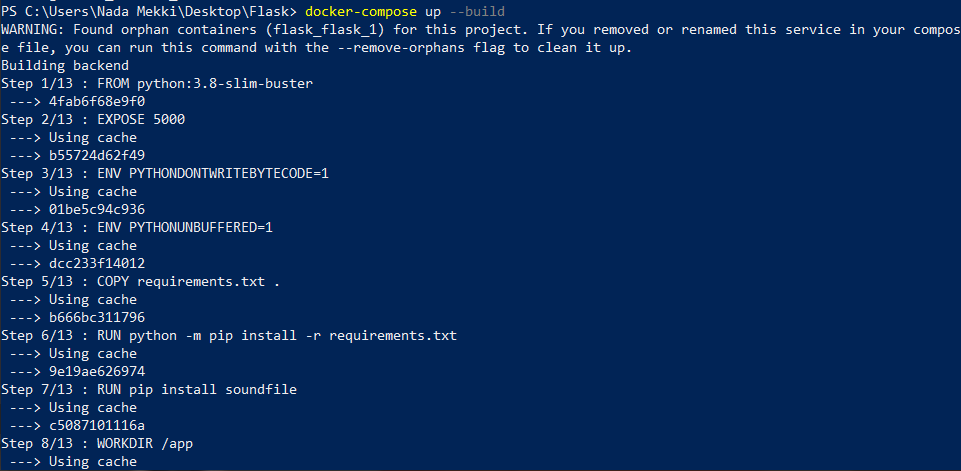 PS C:\Users\Nada Mekki\Desktop\Flask> docker-compose up --build
WARNING: Found orphan containers (flask_flask_1) for this project. If you removed or renamed this service in your compos
e file, you can run this command with the --remove-orphans flag to clean it up.
Building backend
Step 1/13 : FROM python:3.8-slim-buster
 ---> 4fab6f68e9f0
Step 2/13 : EXPOSE 5000
 ---> Using cache
 ---> b55724d62f49
Step 3/13 : ENV PYTHONDONTWRITEBYTECODE=1
 ---> Using cache
 ---> 01be5c94c936
Step 4/13 : ENV PYTHONUNBUFFERED=1
 ---> Using cache
 ---> dcc233f14012
Step 5/13 : COPY requirements.txt .
 ---> Using cache
 ---> b666bc311796
Step 6/13 : RUN python -m pip install -r requirements.txt
 ---> Using cache
 ---> 9e19ae626974
Step 7/13 : RUN pip install soundfile
 ---> Using cache
 ---> c5087101116a
Step 8/13 : WORKDIR /app
 ---> Using cache